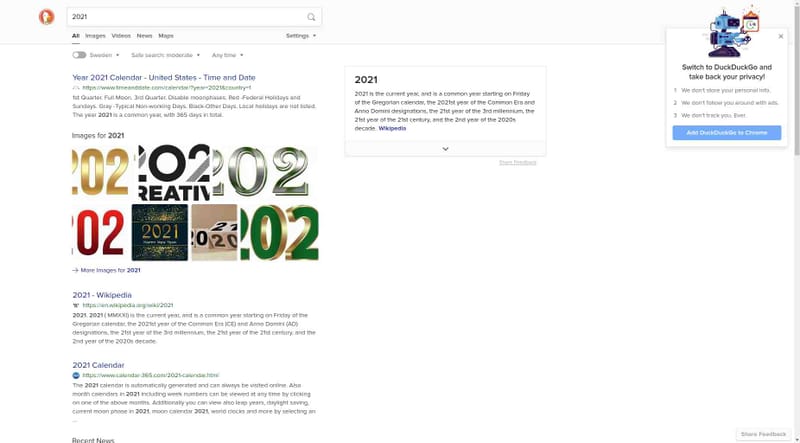 2021
All Images Videos News Maps Settings
Sweden Safe search: moderate Any time
Year 2021 Calendar - United States - Time and Date
https://www.timeanddate.com/calendar/?year=2021&country=1
1st Quarter. Full Moon. 3rd Quarter. Disable moonphases. Red -Federal Holidays and
Sundays. Gray -Typical Non-working Days. Black-Other Days. Local holidays are not listed.
The year 2021 is a common year, with 365 days in total.
Images for 2021
202
202
CREATIV
202
202
2021
2021
2020
202
More Images for 2021
2021 - Wikipedia
https://en.wikipedia.org/wiki/2021
2021. 2021 ( MMXXI) is the current year, and is a common year starting on Friday of the
Gregorian calendar, the 2021st year of the Common Era (CE) and Anno Domini (AD)
designations, the 21st year of the 3rd millennium, the 21st year of the 21st century, and the
2nd year of the 2020s decade.
2021 Calendar
https://www.calendar-365.com/2021-calendar.html
The 2021 calendar is automatically generated and can always be visited online. Also
month calendars in 2021 including week numbers can be viewed at any time by clicking
on one of the above months. Additionally you can view also leap years, daylight saving,
current moon phase in 2021, moon calendar 2021, world clocks and more by selecting an
...
Recent News
2021
2021 is the current year, and is a common year starting on Friday
of the Gregorian calendar, the 2021st year of the Common Era and
Anno Domini designations, the 21st year of the 3rd millennium, the
21st year of the 21st century, and the 2nd year of the 2020s
decade. Wikipedia
Share Feedback
Switch to DuckDuckGo and
take back your privacy!
1 We don't store your personal info.
2 We don't follow you around with ads.
3 We don't track you. Ever.
Add DuckDuckGo to Chrome
Share Feedback